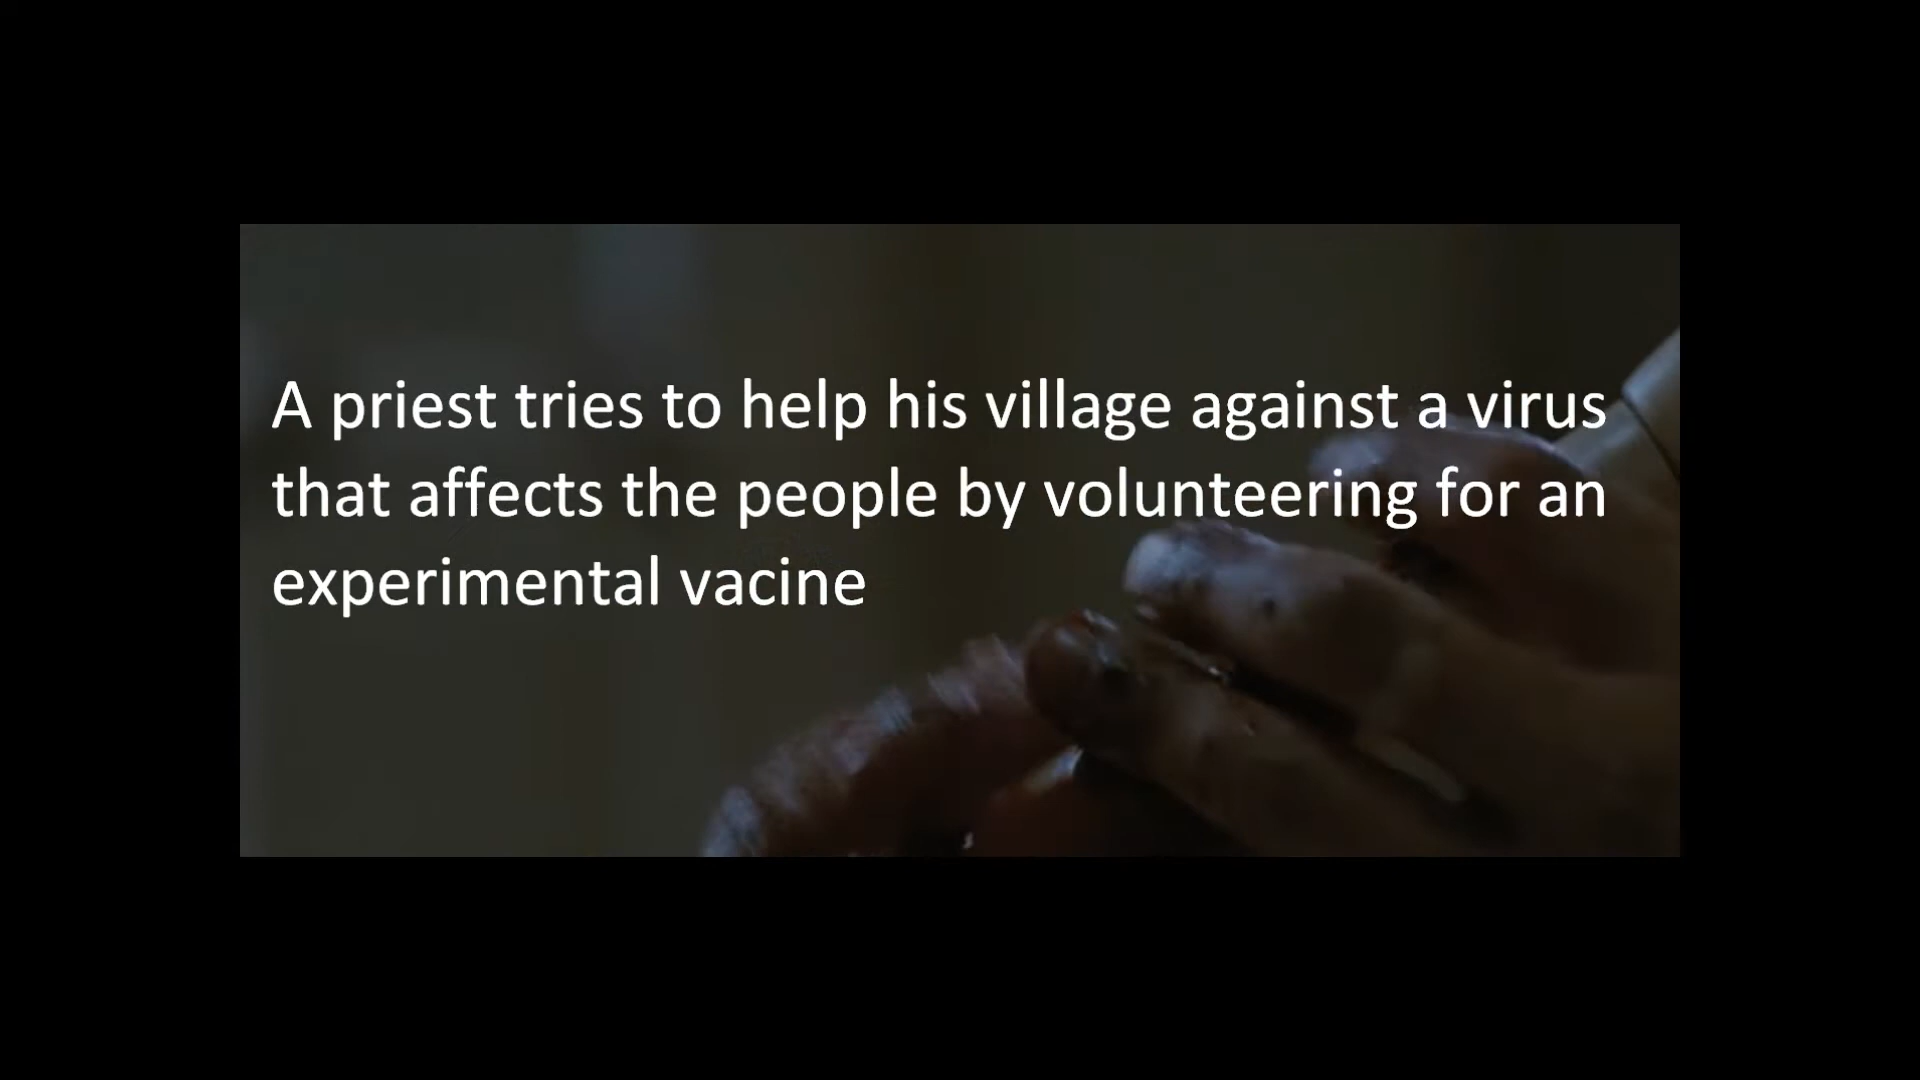 A priest tries to help his village against a virus
that affects the people by volunteering for an
experimental vacine